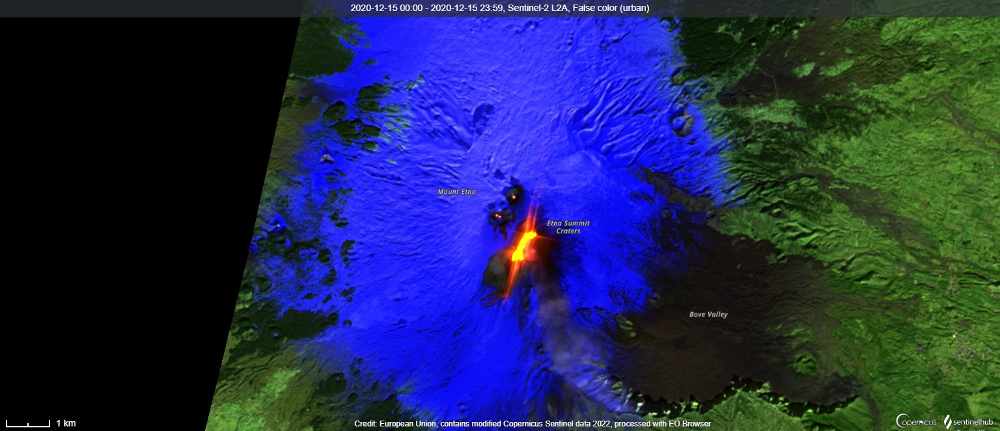 2020-12-15 00:00 - 2020-12-15 23:59, Sentinel-2 L2A, False color (urban)
Mount Etna
Etna Summit
Craters
Bove Valley
1 km
Credit: European Union, contains modified Copernicus Sentinel data 2022, processed with EO Browser
opernicus
sentinelhub